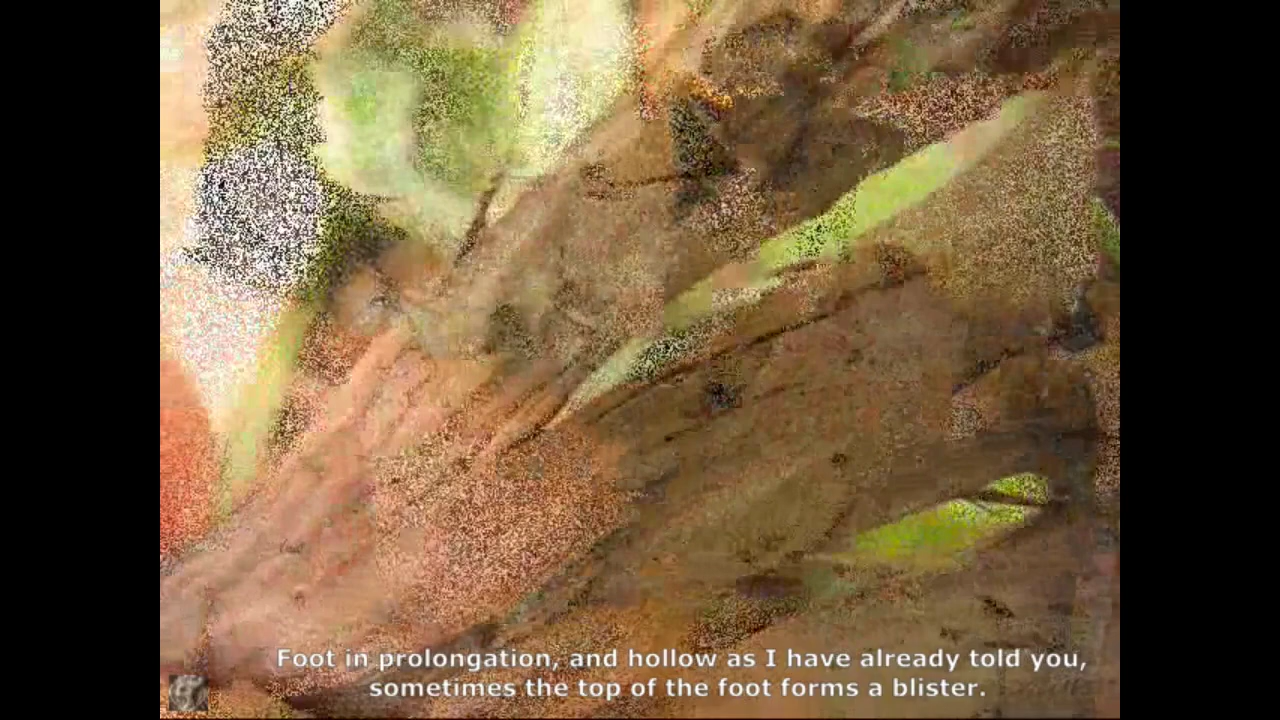 Foot in prolongation, and hollow as I have already told you,
sometimes the top of the foot forms a blister.